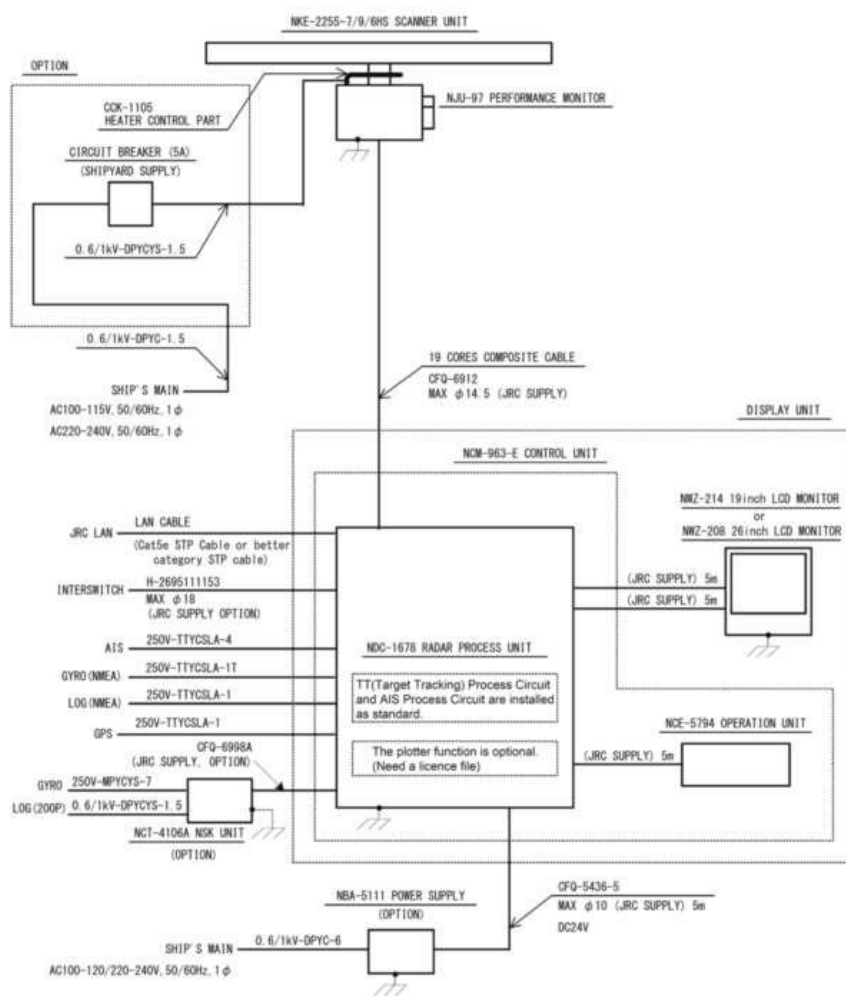 NKE-2255-7/9/6HS SCANNER UNIT
OPTION
CCK-1105
HEATER CONTROL PART
NJU-97 PERFORMANCE MONITOR
CIRCUIT BREAKER (5A)
(SHIPYARD SUPPLY)
0.6/1kV-DPYCYS-1.5
0.6/1kV-DPYC-1.5
SHIP'S MAIN
AC100-115V, 50/60Hz, 1φ
AC220-240V, 50/60Hz, 1φ
19 CORES COMPOSITE CABLE
CFQ-6912
MAX φ14.5 (JRC SUPPLY)
DISPLAY UNIT
NCM-963-E CONTROL UNIT
NWZ-214 19inch LCD MONITOR
or
NWZ-208 26inch LCD MONITOR
JRC LAN
LAN CABLE
(Cat5e STP Cable or better
category STP cable)
INTERSWITCH
H-2695111153
MAX φ18
(JRC SUPPLY OPTION)
(JRC SUPPLY) 5m
(JRC SUPPLY) 5m
AIS
250V-TTYCSLA-4
GYRO(NMEA)
250V-TTYCSLA-1T
LOG(NMEA)
250V-TTYCSLA-1
GPS
250V-TTYCSLA-1
NDC-1678 RADAR PROCESS UNIT
TT(Target Tracking) Process Circuit
and AIS Process Circuit are installed
as standard.
The plotter function is optional.
(Need a licence file)
NCE-5794 OPERATION UNIT
(JRC SUPPLY) 5m
CFQ-6998A
(JRC SUPPLY, OPTION)
GYRO
250V-MPYCYS-7
LOG(200P)
0.6/1kV-DPYCYS-1.5
NCT-4106A NSK UNIT
(OPTION)
NBA-5111 POWER SUPPLY
(OPTION)
CFQ-5436-5
MAX φ10 (JRC SUPPLY) 5m
DC24V
SHIP'S MAIN
0.6/1kV-DPYC-6
AC100-120/220-240V, 50/60Hz, 1φ